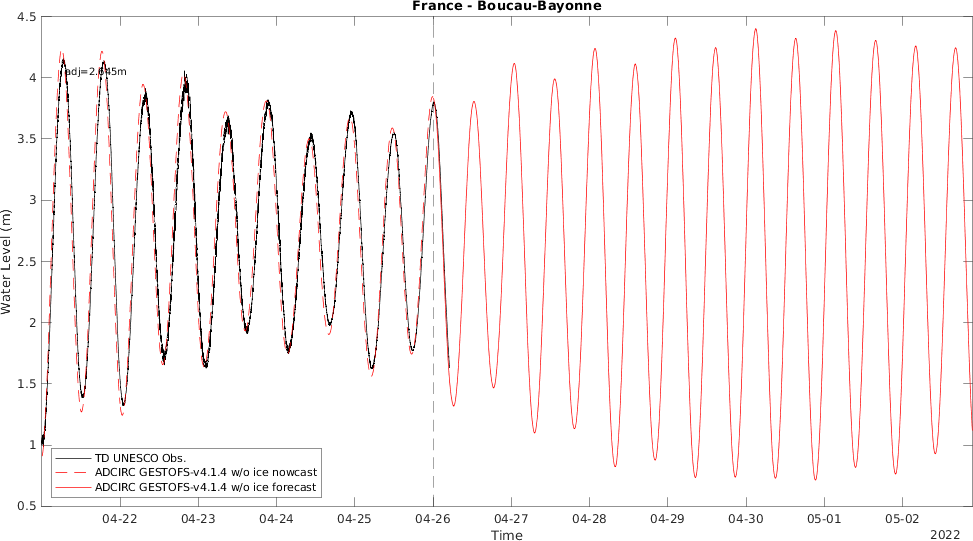 France - Boucau-Bayonne
4.5
4
3.5
3
2.5
2
1.5
1
0.5
Water Level (m)
adj=2.645m
TD UNESCO Obs.
ADCIRC GESTOFS-v4.1.4 w/o ice nowcast
ADCIRC GESTOFS-v4.1.4 w/o ice forecast
04-22 04-23 04-24 04-25 04-26 04-27 04-28 04-29 04-30 05-01 05-02
Time
2022